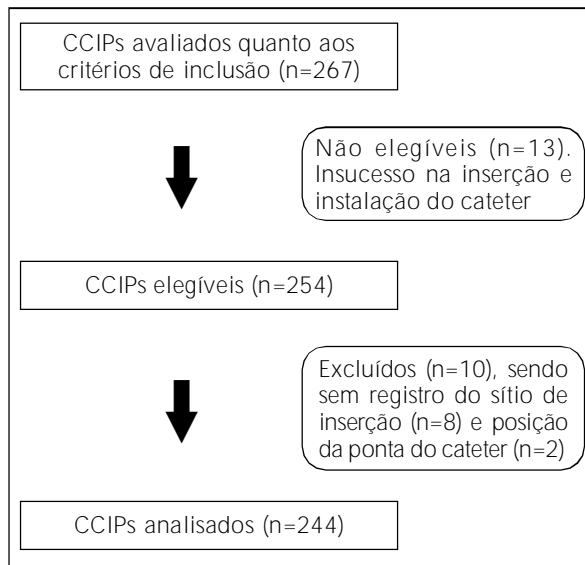 CCIPs avaliados quanto aos
critérios de inclusão (n=267)
Não elegíveis (n=13).
Insucesso na inserção e
instalação do cateter
CCIPs elegíveis (n=254)
Excluídos (n=10), sendo
sem registro do sítio de
inserção (n=8) e posição
da ponta do cateter (n=2)
CCIPs analisados (n=244)